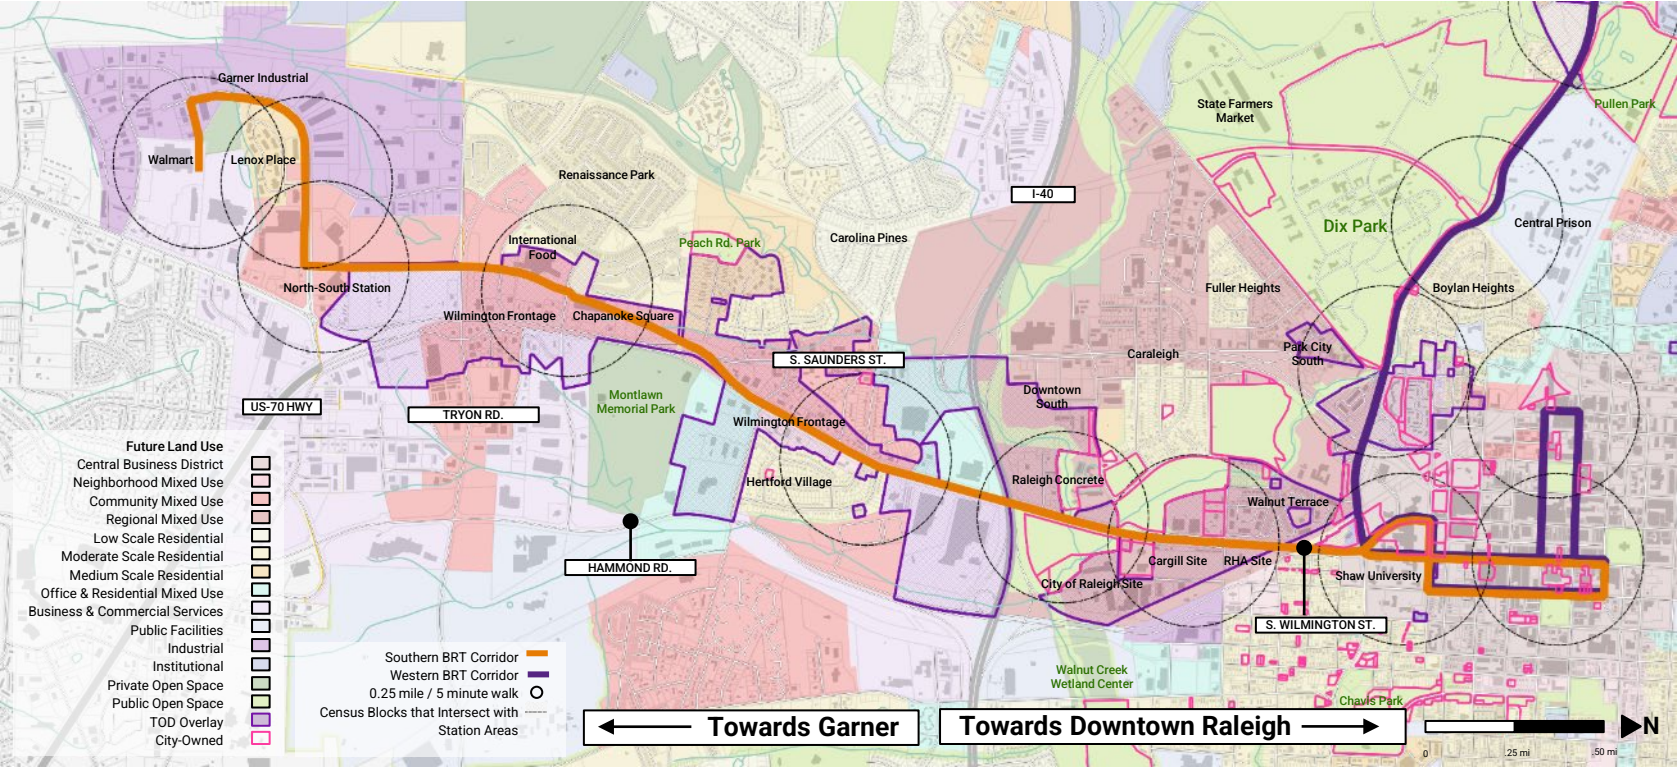 Garner Industrial
Walmart
Lenox Place
North-South Station
International
Food
Renaissance Park
Wilmington Frontage
Chapanoke Square
Peach Rd. Park
Carolina Pines
I-40
State Farmers
Market
Pullen Park
Dix Park
Central Prison
Fuller Heights
Boylan Heights
Caraleigh
Park City
South
S. SAUNDERS ST.
Downtown
South
US-70 HWY
TRYON RD.
Montlawn
Memorial Park
Wilmington Frontage
Hertford Village
Raleigh Concrete
Walnut Terrace
HAMMOND RD.
City of Raleigh Site
Cargill Site
RHA Site
Shaw University
S. WILMINGTON ST.
Walnut Creek
Wetland Center
Chavis Park
Future Land Use
Central Business District
Neighborhood Mixed Use
Community Mixed Use
Regional Mixed Use
Low Scale Residential
Moderate Scale Residential
Medium Scale Residential
Office & Residential Mixed Use
Business & Commercial Services
Public Facilities
Industrial
Institutional
Private Open Space
Public Open Space
TOD Overlay
City-Owned
Southern BRT Corridor
Western BRT Corridor
0.25 mile / 5 minute walk
Census Blocks that Intersect with
Station Areas
Towards Garner
Towards Downtown Raleigh
N
0 .25 mi .50 mi